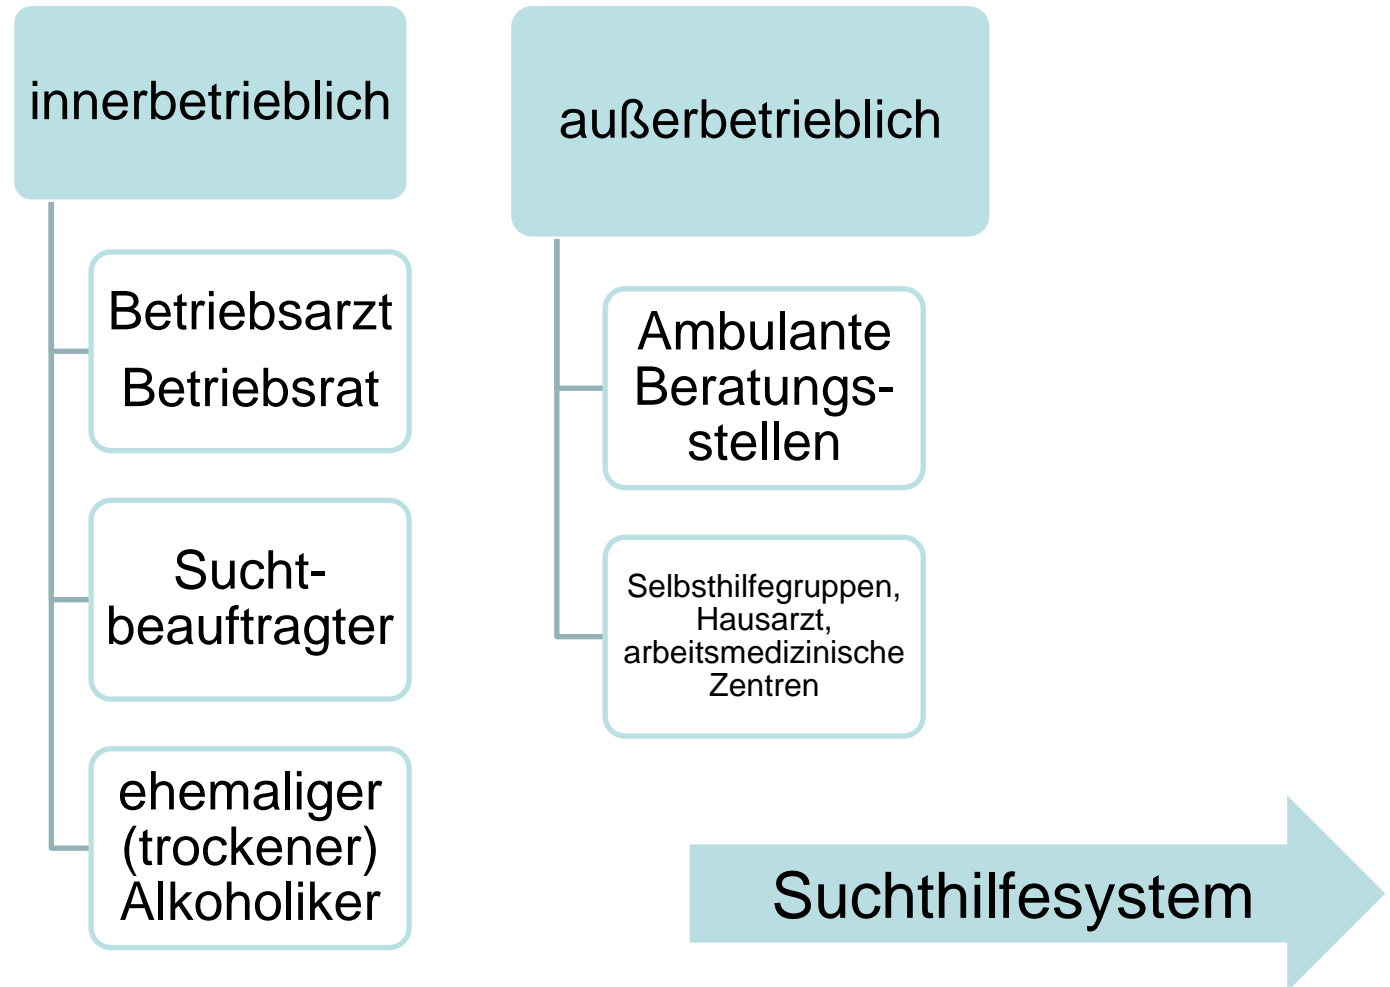 innerbetrieblich
Betriebsarzt
Betriebsrat
Sucht-
beauftragter
ehemaliger
(trockener)
Alkoholiker
außerbetrieblich
Ambulante
Beratungs-
stellen
Selbsthilfegruppen,
Hausarzt,
arbeitsmedizinische
Zentren
Suchthilfesystem